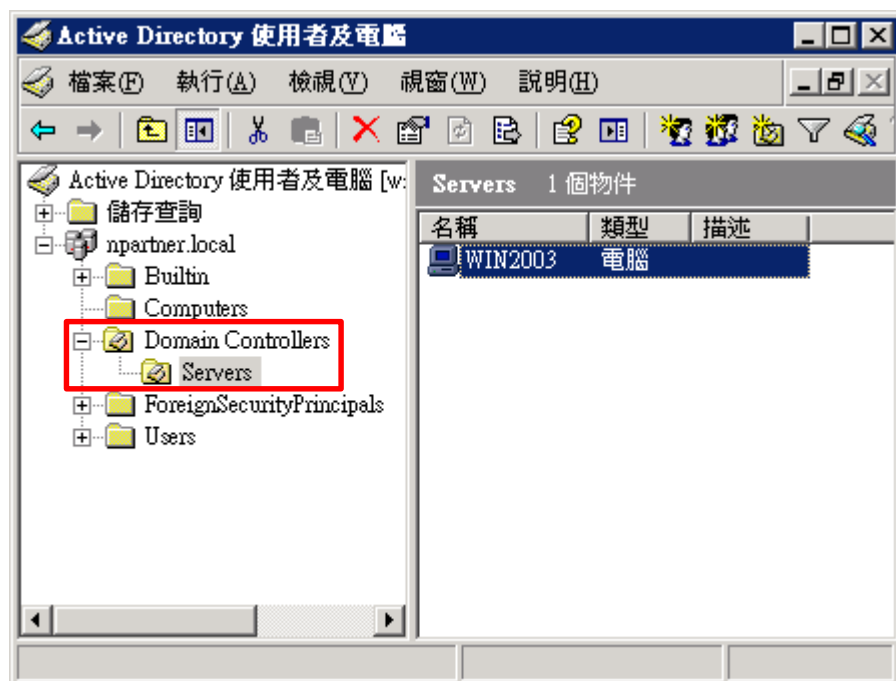 Active Directory 使用者及電腦
檔案(F) 執行(A) 檢視(V) 視窗(W) 說明(H)
Active Directory 使用者及電腦 [w
儲存查詢
npartner.local
Builtin
Computers
Domain Controllers
Servers
ForeignSecurityPrincipals
Users
Servers 1 個物件
名稱 類型 描述
WIN2003 電腦